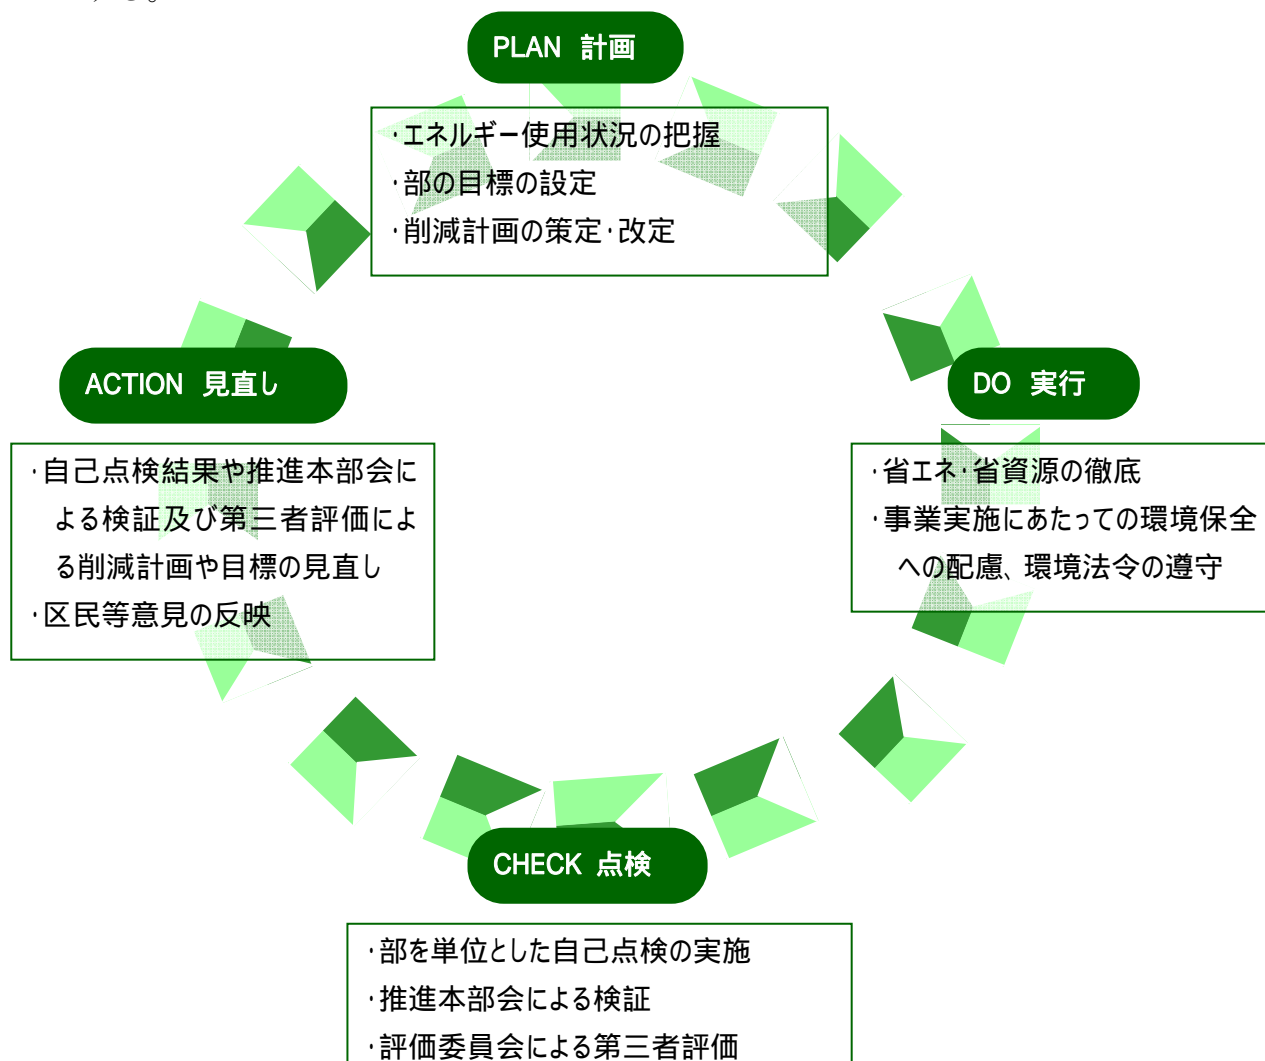 する。
PLAN 計画
・エネルギー使用状況の把握
・部の目標の設定
・削減計画の策定・改定
ACTION 見直し
・自己点検結果や推進本部会に
よる検証及び第三者評価によ
る削減計画や目標の見直し
・区民等意見の反映
DO 実行
・省エネ・省資源の徹底
・事業実施にあたっての環境保全
への配慮、環境法令の遵守
CHECK 点検
・部を単位とした自己点検の実施
・推進本部会による検証
・評価委員会による第三者評価